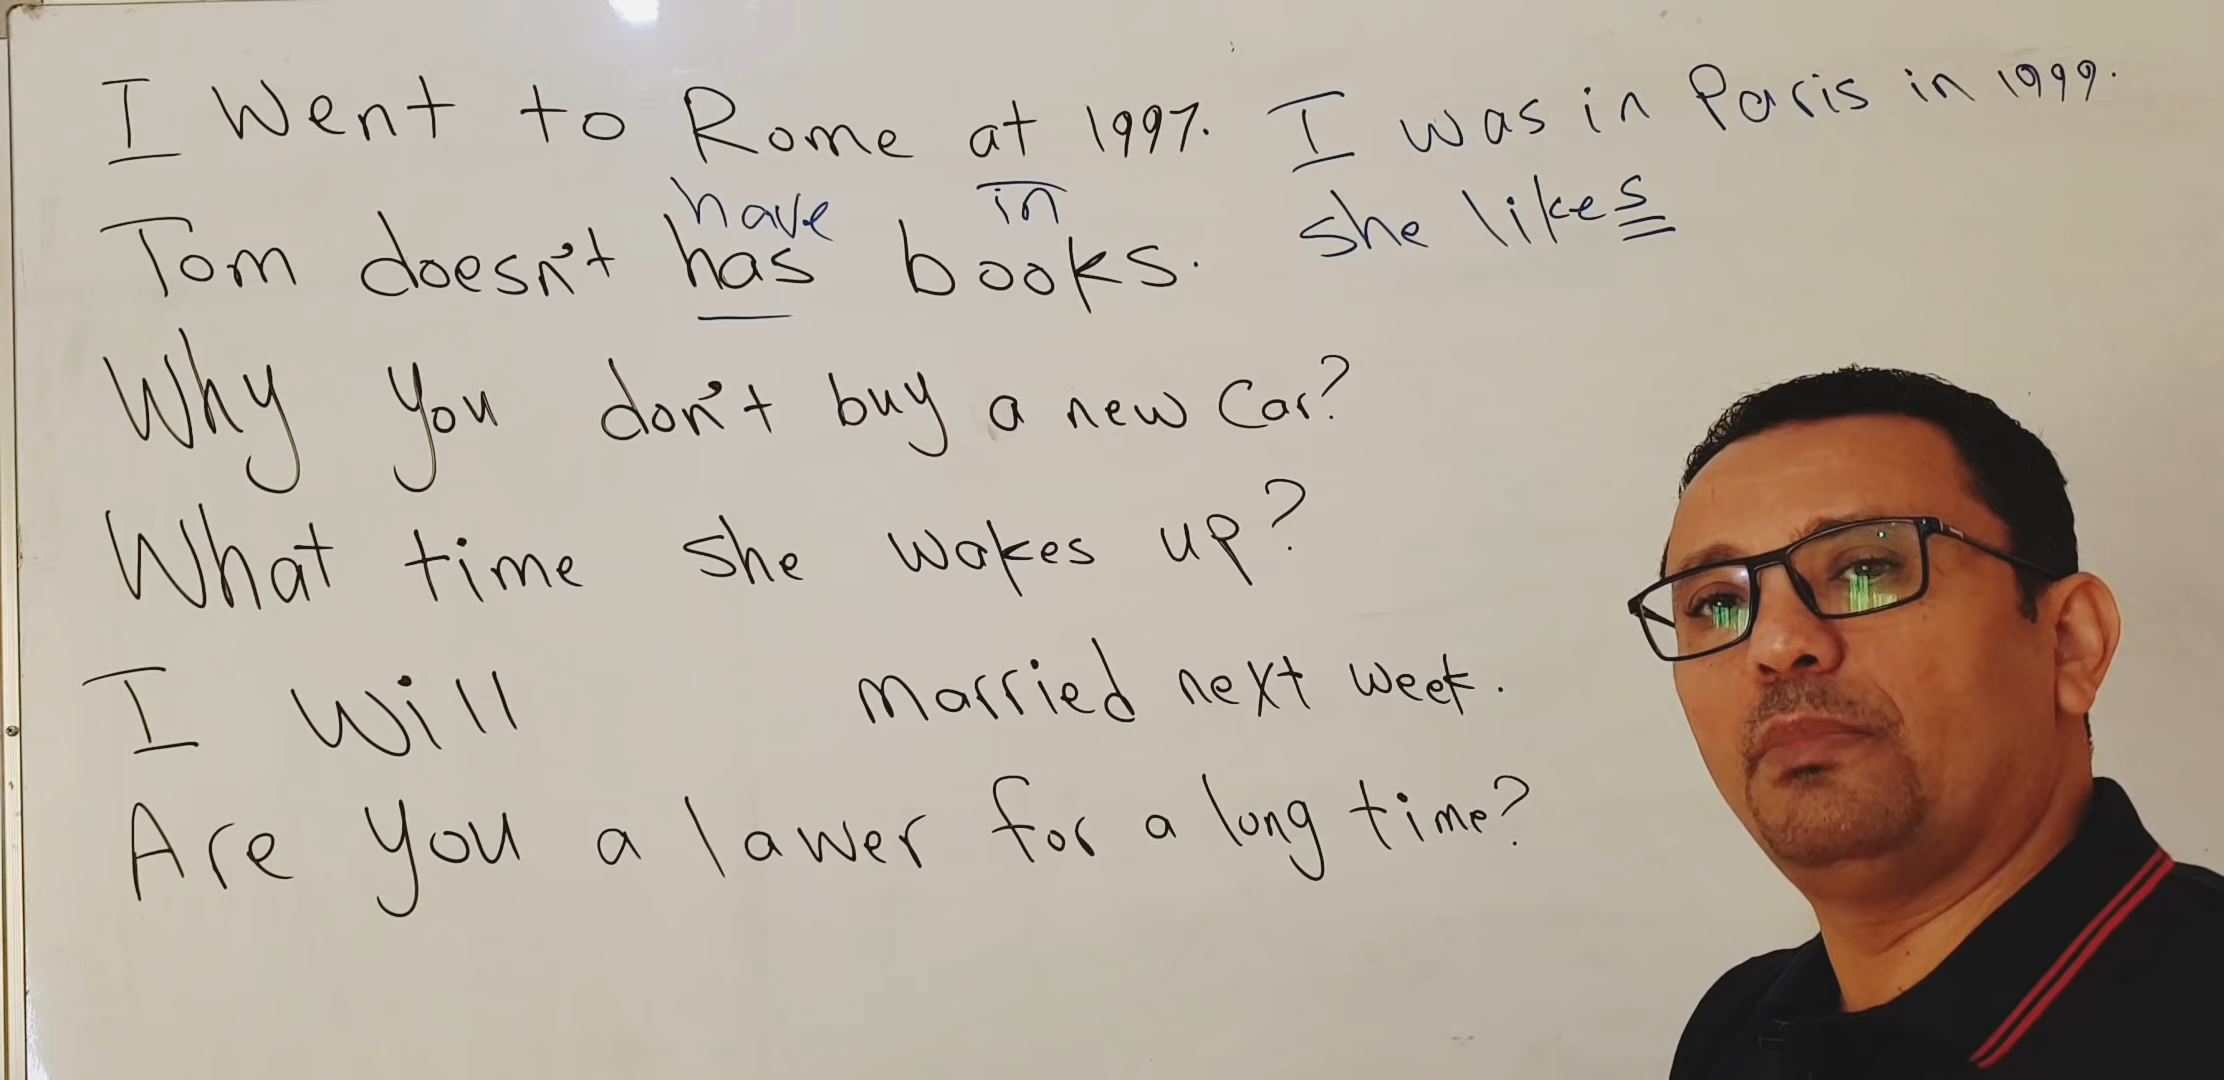 I went to Rome at 1997. I was in Paris in 1999.
have in
Tom doesn't has books. she likes
Why you don't buy a new car?
What time she wakes up?
I will married next week.
Are you a lawer for a long time?